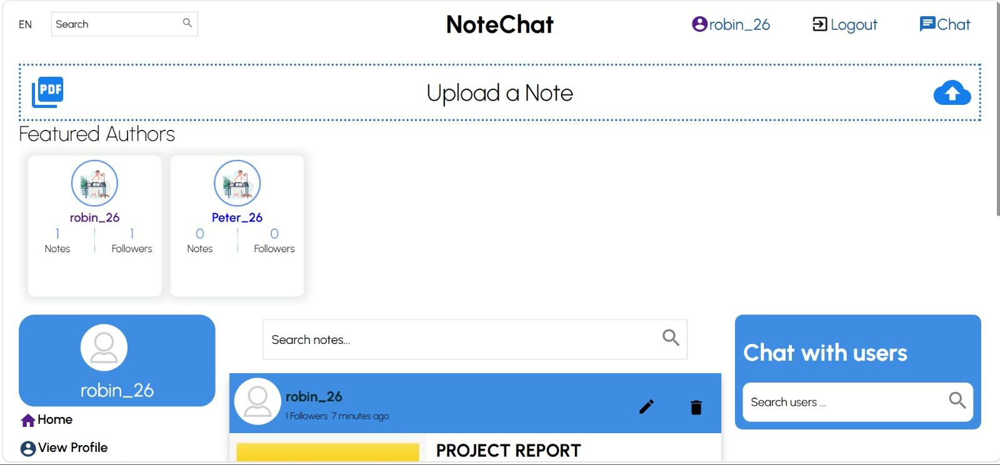 EN
Search
NoteChat
robin_26
Logout
Chat
PDF
Upload a Note
Featured Authors
robin_26
1
1
Notes
Followers
Peter_26
0
0
Notes
Followers
robin_26
Home
View Profile
Search notes...
robin_26
1 Followers 7 minutes ago
PROJECT REPORT
Chat with users
Search users ...